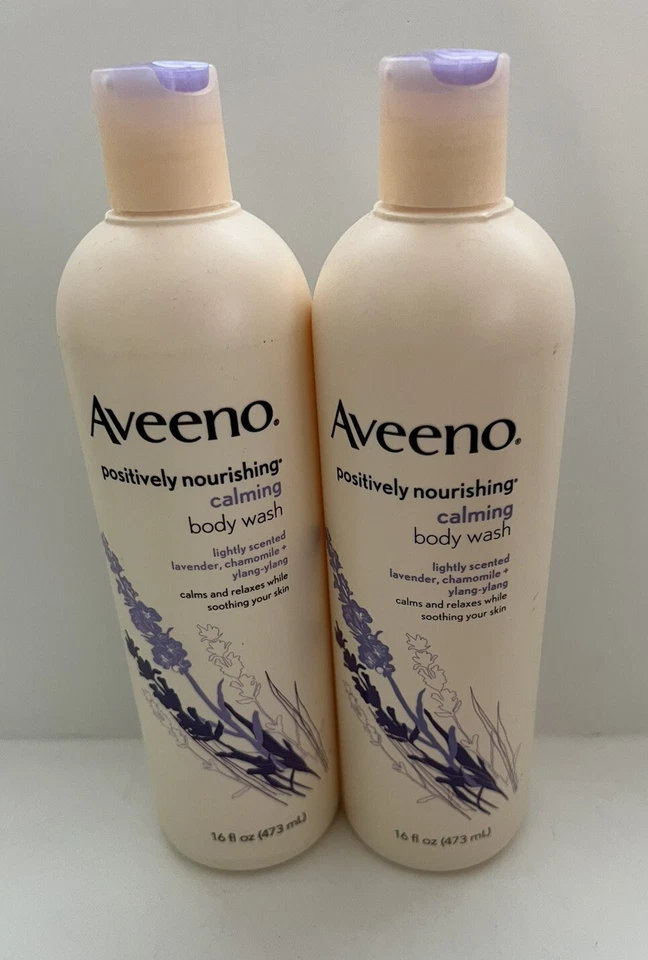 Aveeno®
positively nourishing®
calming
body wash
lightly scented
lavender, chamomile +
ylang-ylang
calms and relaxes while
soothing your skin
16 fl oz (473 mL)
Aveeno®
positively nourishing®
calming
body wash
lightly scented
lavender, chamomile +
ylang-ylang
calms and relaxes while
soothing your skin
16 fl oz (473 mL)